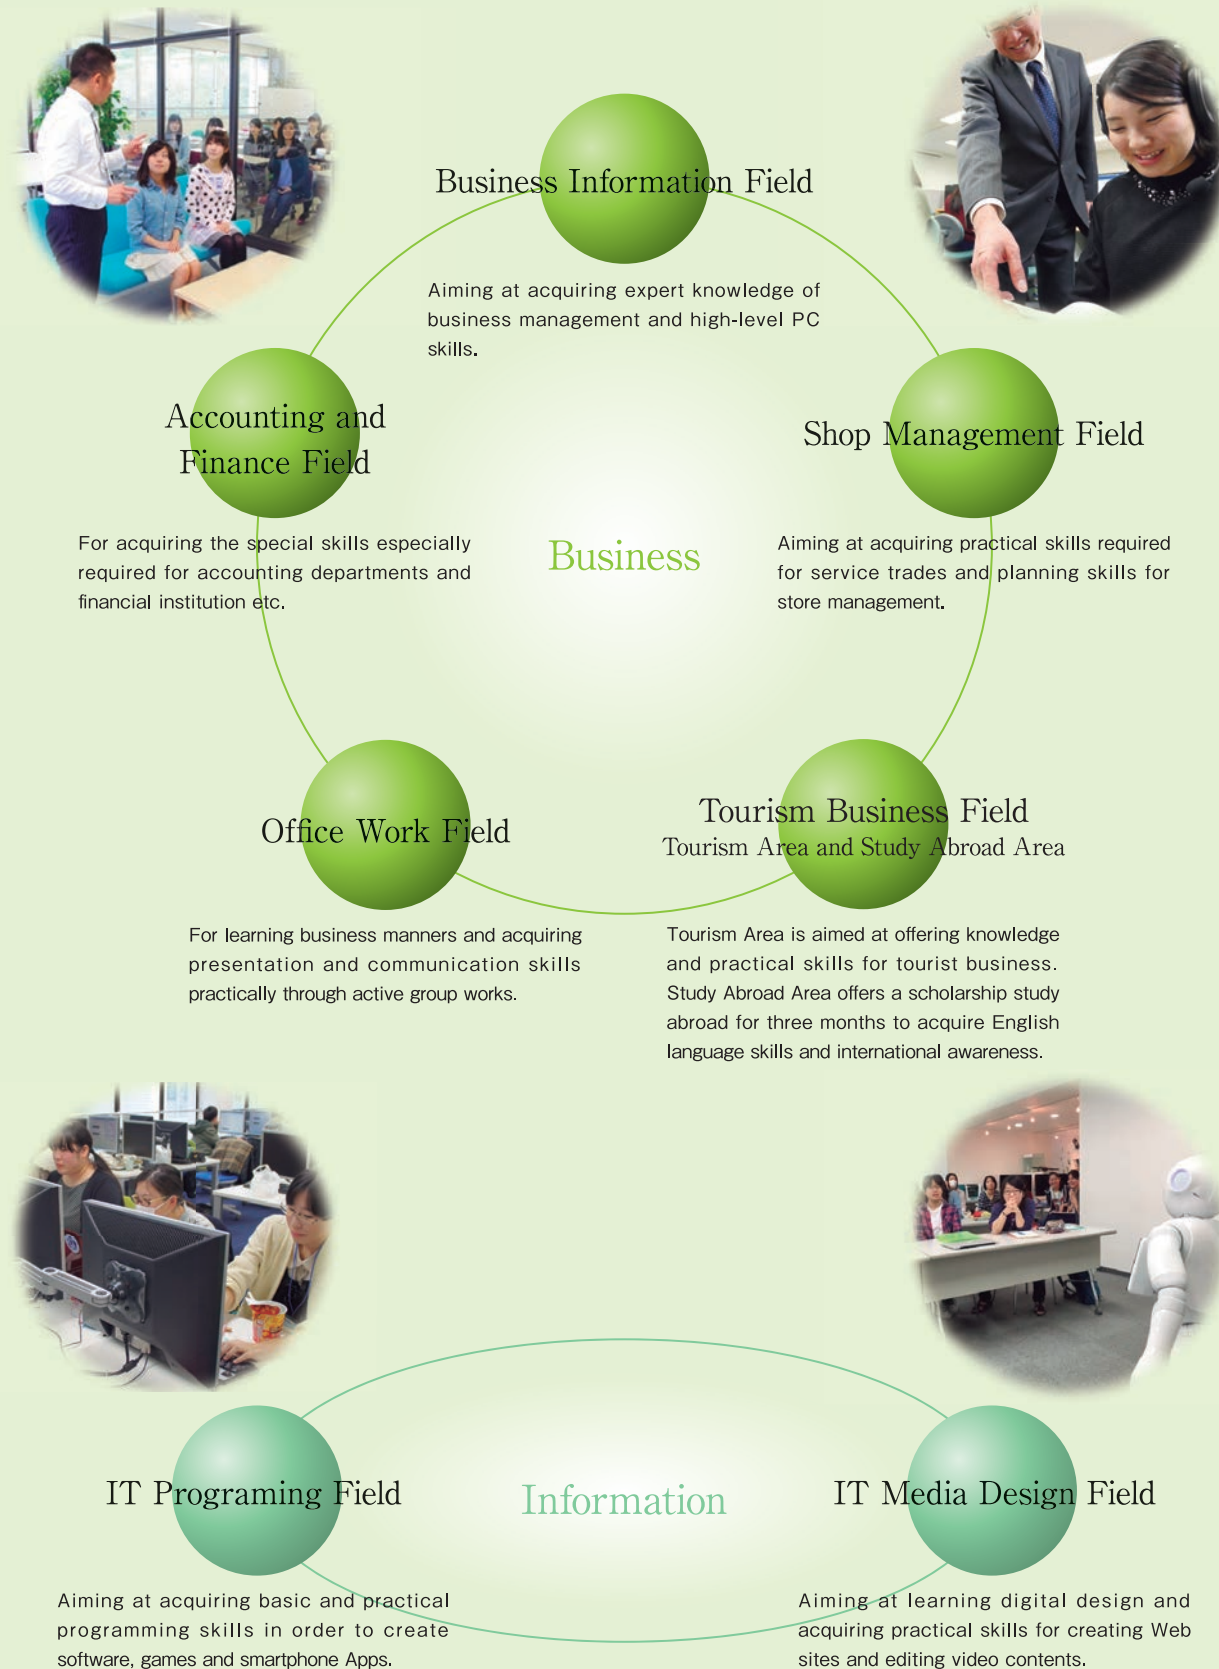 Business Information Field
Aiming at acquiring expert knowledge of
business management and high-level PC
skills.
Accounting and
Finance Field
For acquiring the special skills especially
required for accounting departments and
financial institution etc.
Business
Shop Management Field
Aiming at acquiring practical skills required
for service trades and planning skills for
store management.
Office Work Field
For learning business manners and acquiring
presentation and communication skills
practically through active group works.
Tourism Business Field
Tourism Area and Study Abroad Area
Tourism Area is aimed at offering knowledge
and practical skills for tourist business.
Study Abroad Area offers a scholarship study
abroad for three months to acquire English
language skills and international awareness.
IT Programing Field
Aiming at acquiring basic and practical
programming skills in order to create
software, games and smartphone Apps.
Information
IT Media Design Field
Aiming at learning digital design and
acquiring practical skills for creating Web
sites and editing video contents.